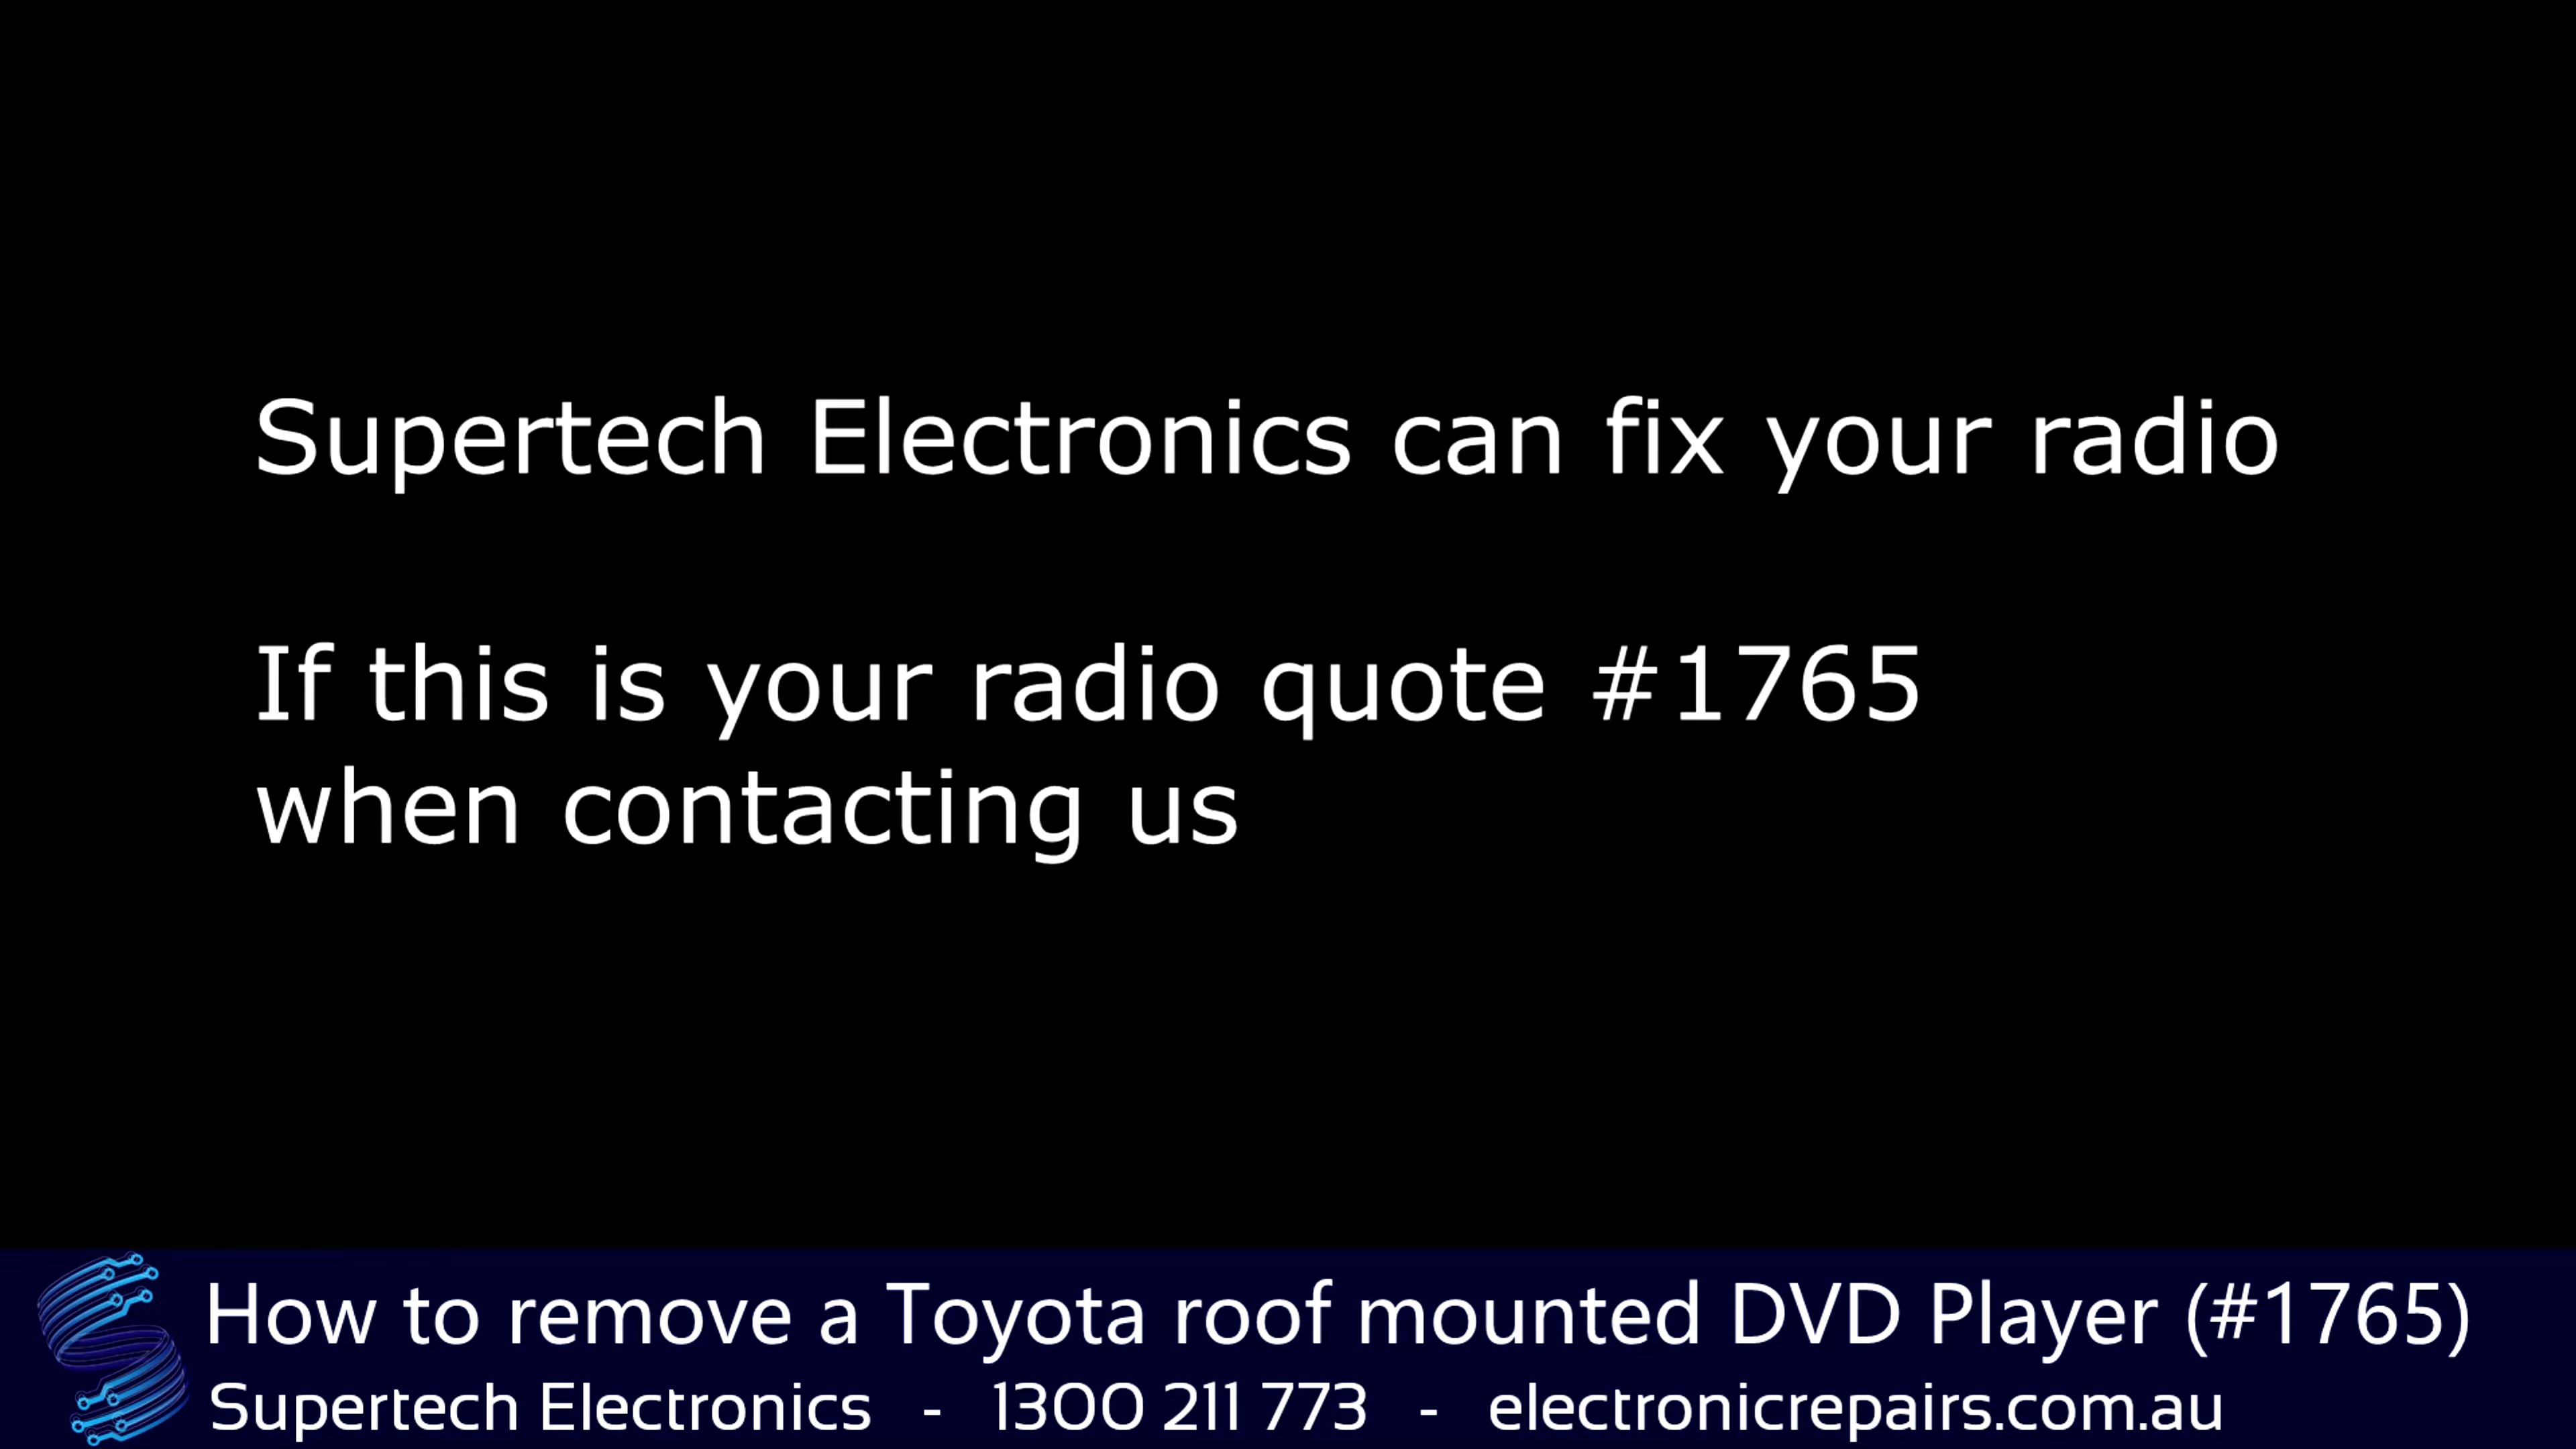 Supertech Electronics can fix your radio
If this is your radio quote #1765
when contacting us
How to remove a Toyota roof mounted DVD Player (#1765)
Supertech Electronics - 1300 211 773 - electronicrepairs.com.au